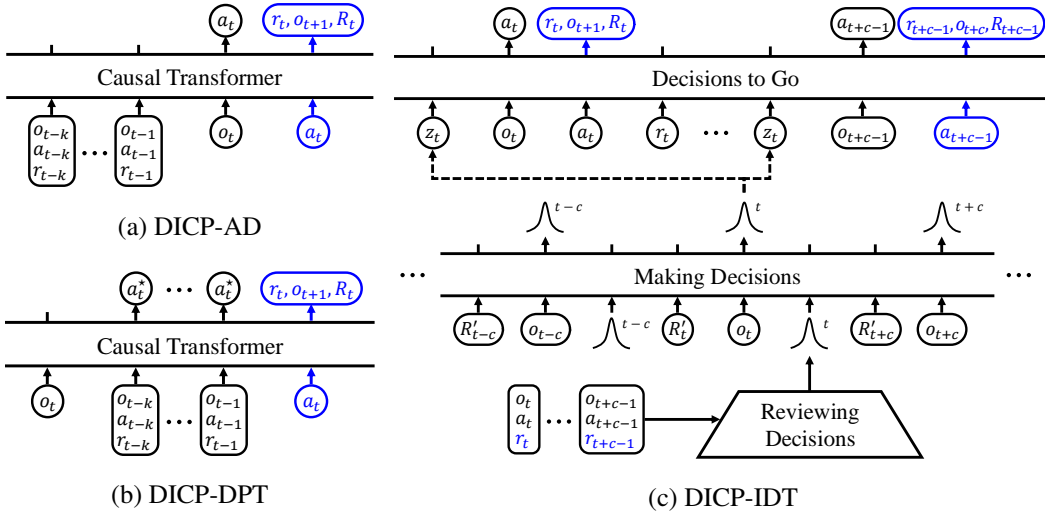 a_t
r_t, o_{t+1}, R_t
Causal Transformer
o_{t-k}
a_{t-k}
r_{t-k}
...
o_{t-1}
a_{t-1}
r_{t-1}
o_t
a_t
(a) DICP-AD
a_t^⋆
...
a_t^⋆
r_t, o_{t+1}, R_t
Causal Transformer
o_t
o_{t-k}
a_{t-k}
r_{t-k}
...
o_{t-1}
a_{t-1}
r_{t-1}
a_t
(b) DICP-DPT
a_t
r_t, o_{t+1}, R_t
a_{t+c-1}
r_{t+c-1}, o_{t+c}, R_{t+c-1}
Decisions to Go
z_t
o_t
a_t
r_t
...
z_t
o_{t+c-1}
a_{t+c-1}
t-c
t
t+c
...
Making Decisions
...
R'_{t-c}
o_{t-c}
t-c
R'_t
o_t
t
R'_{t+c}
o_{t+c}
o_t
a_t
r_t
...
o_{t+c-1}
a_{t+c-1}
r_{t+c-1}
Reviewing
Decisions
(c) DICP-IDT